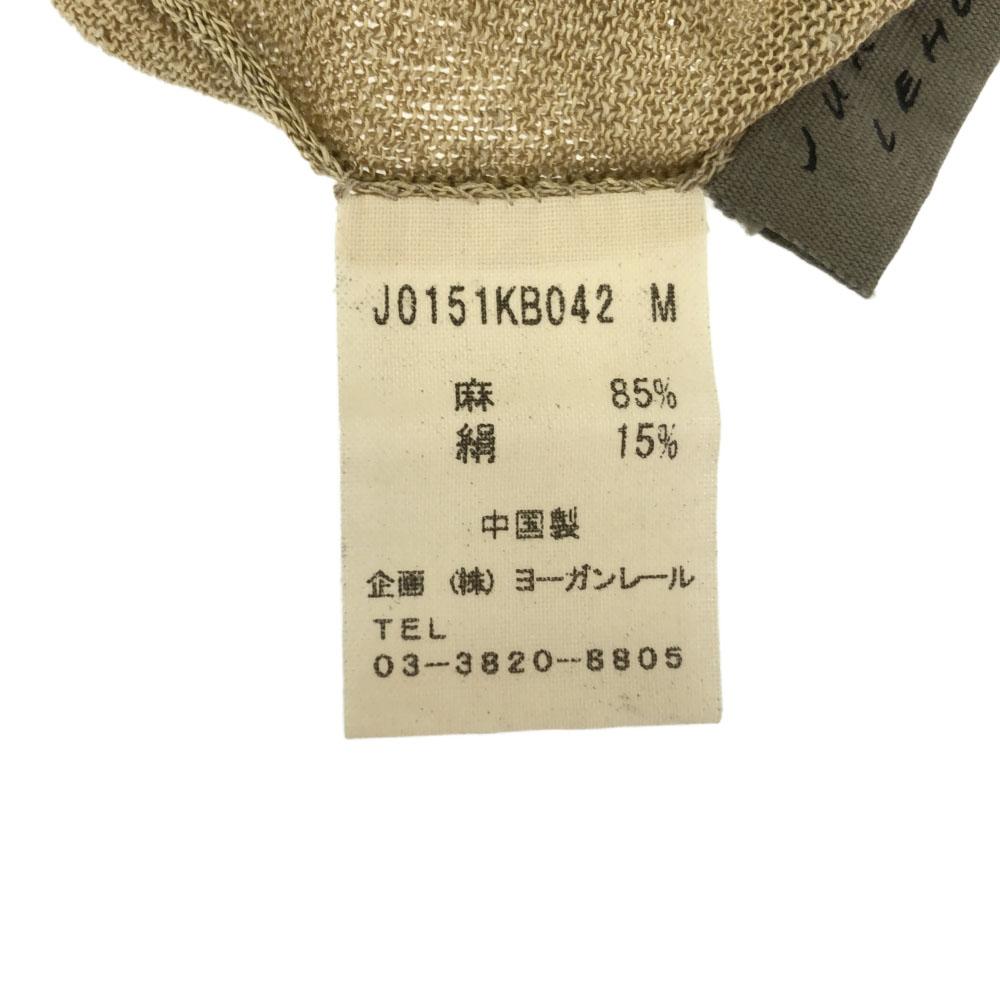 J0151KB042 M
麻 85%
絹 15%
中国製
企画 (株) ヨーガンレール
TEL
03-3820-8805